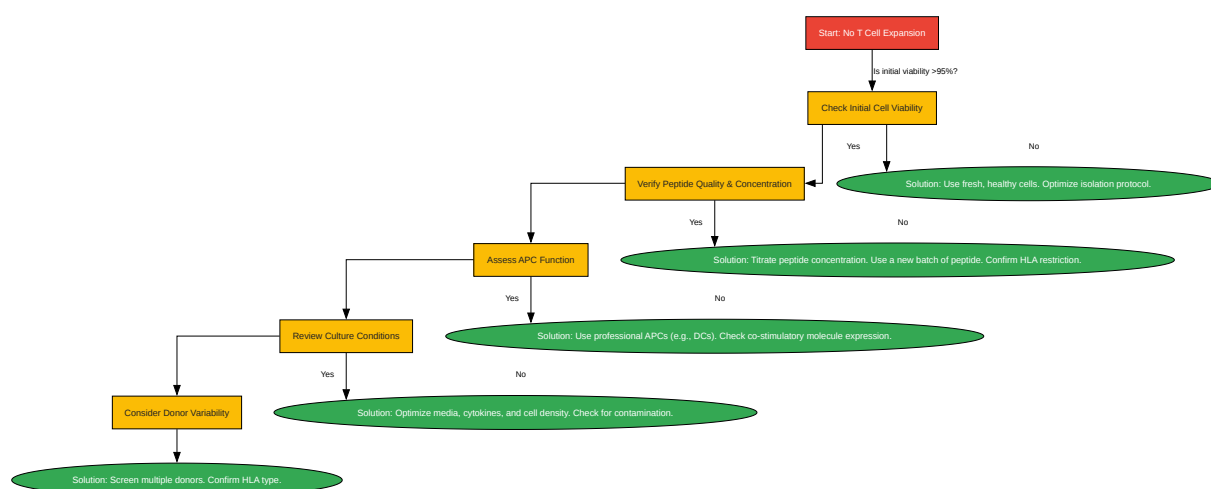 Start: No T Cell Expansion
Is initial viability >95%?
Check Initial Cell Viability
Yes
No
Verify Peptide Quality & Concentration
Solution: Use fresh, healthy cells. Optimize isolation protocol.
Yes
No
Assess APC Function
Solution: Titrate peptide concentration. Use a new batch of peptide. Confirm HLA restriction.
Yes
No
Review Culture Conditions
Solution: Use professional APCs (e.g., DCs). Check co-stimulatory molecule expression.
Yes
No
Consider Donor Variability
Solution: Optimize media, cytokines, and cell density. Check for contamination.
Solution: Screen multiple donors. Confirm HLA type.